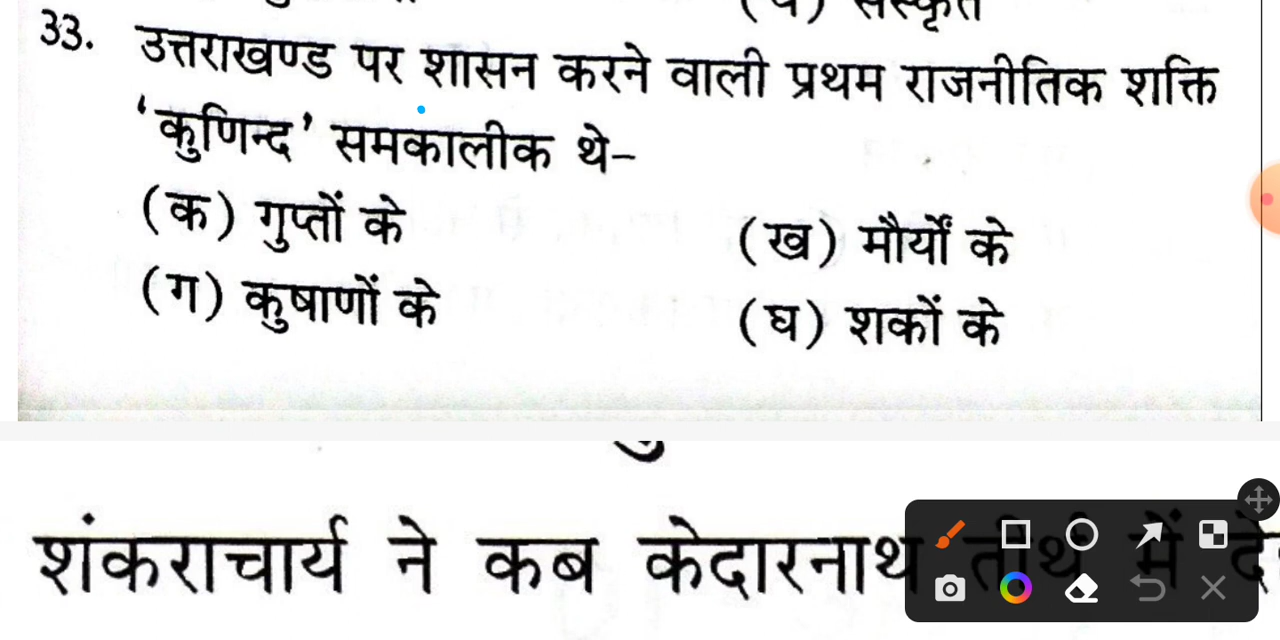 33. उत्तराखण्ड पर शासन करने वाली प्रथम राजनीतिक शक्ति
'कुणिन्द' समकालीक थे–
(क) गुप्तों के (ख) मौर्यों के
(ग) कुषाणों के (घ) शकों के
शंकराचार्य ने कब केदारनाथ तीर्थ में